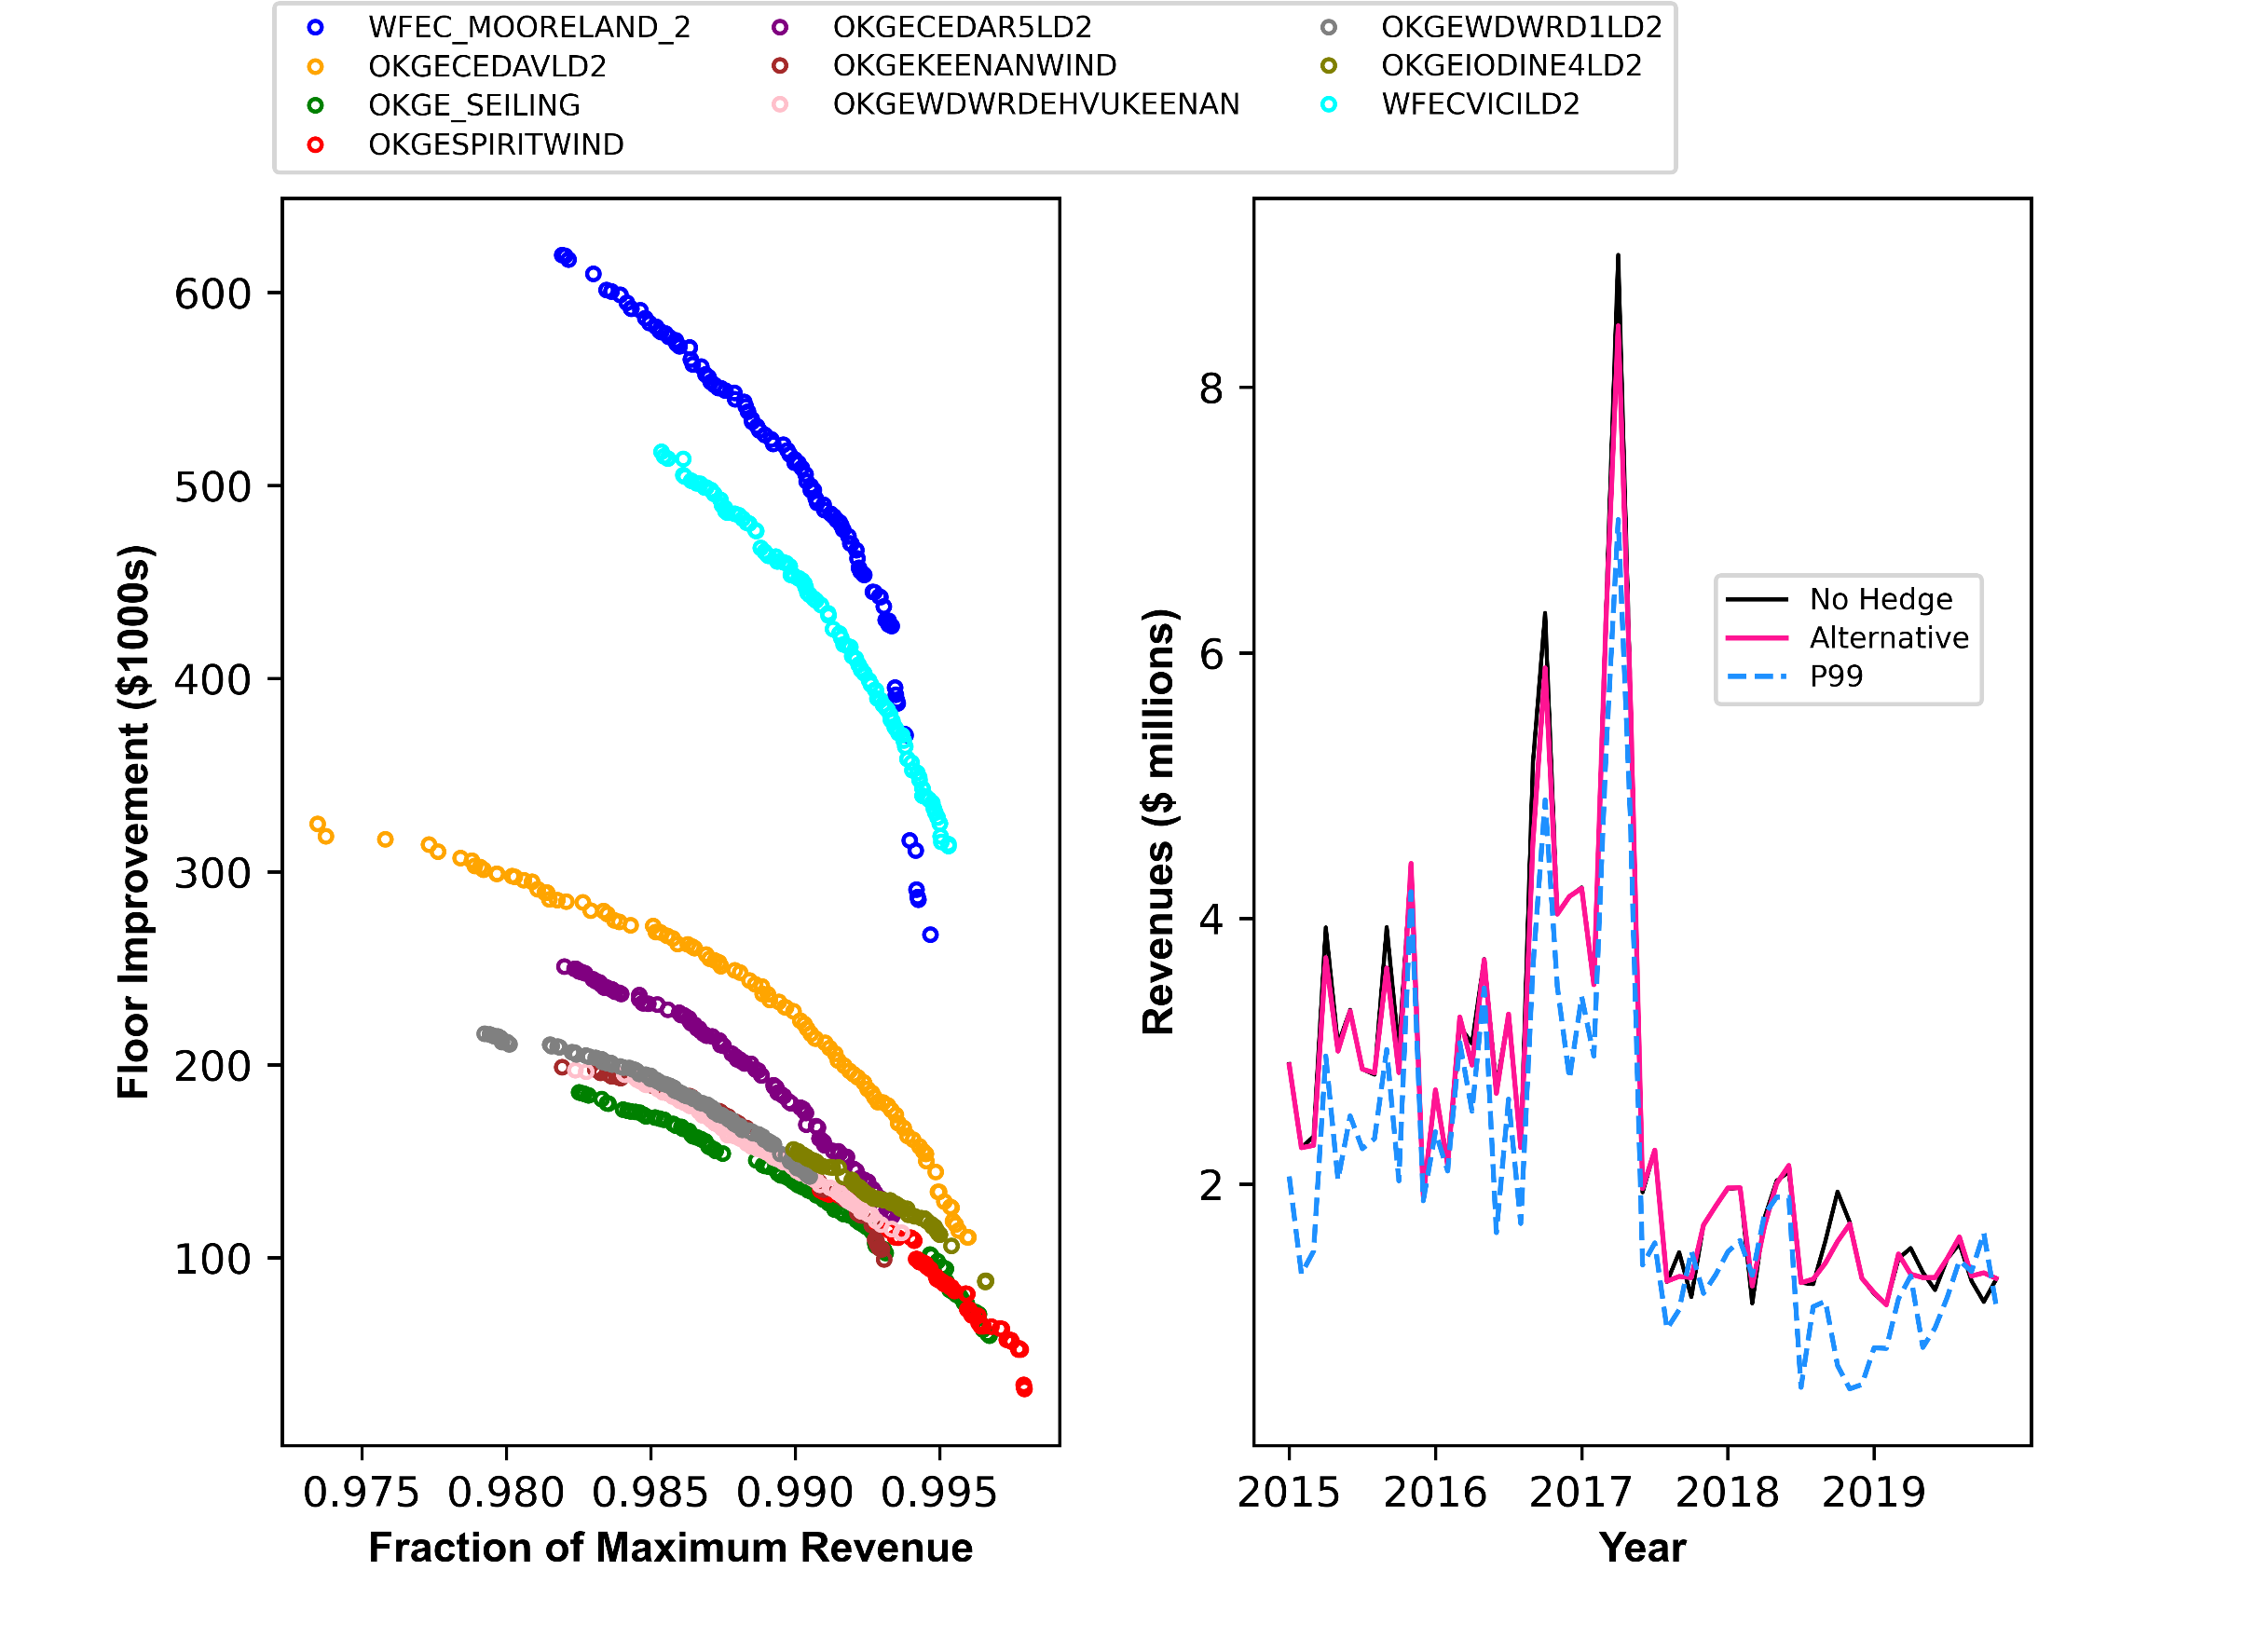 WFEC_MOORELAND_2
OKGECEDAVLD2
OKGE_SEILING
OKGESPIRITWIND
OKGECEDAR5LD2
OKGEKEENANWIND
OKGEWDWRDEHVUKEENAN
OKGEWDWRD1LD2
OKGEIODINE4LD2
WFECVICILD2
Floor Improvement ($1000s)
600
500
400
300
200
100
0.975 0.980 0.985 0.990 0.995
Fraction of Maximum Revenue
Revenues ($ millions)
8
6
4
2
No Hedge
Alternative
P99
2015 2016 2017 2018 2019
Year